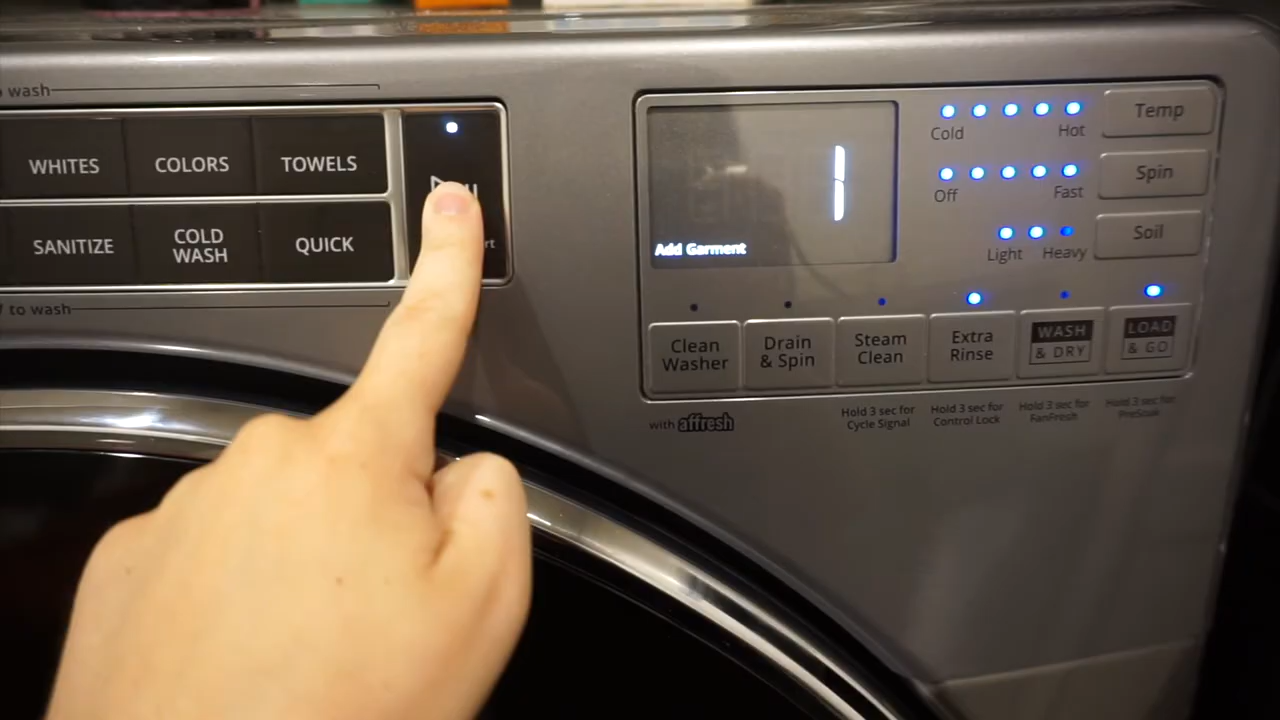 o wash
WHITES
COLORS
TOWELS
SANITIZE
COLD
WASH
QUICK
f to wash
rt
1
Add Garment
Cold
Hot
Temp
Off
Fast
Spin
Light
Heavy
Soil
Clean
Washer
Drain
& Spin
Steam
Clean
Extra
Rinse
WASH
& DRY
LOAD
& GO
with affresh
Hold 3 sec for
Cycle Signal
Hold 3 sec for
Control Lock
Hold 3 sec for
FanFresh
Hold 3 sec for
PreSoak